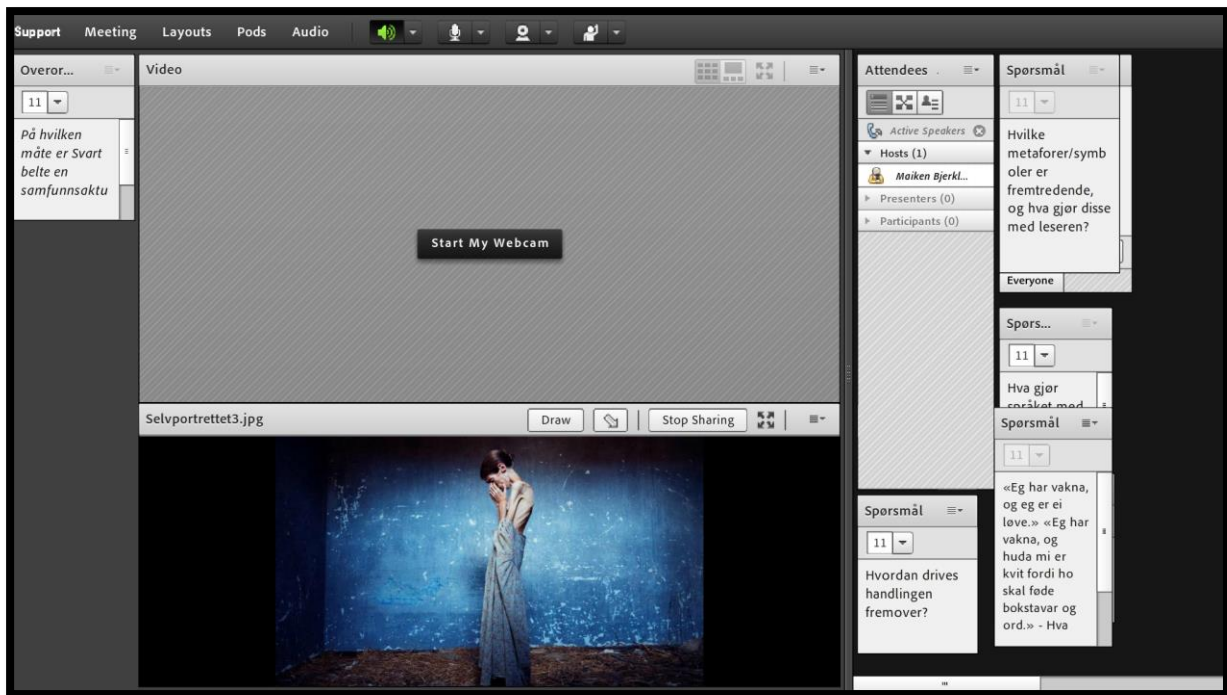 Support Meeting Layouts Pods Audio
Overor...
11
På hvilken
måte er Svart
belte en
samfunnsaktu
Video
Start My Webcam
Selvportrettet3.jpg Draw Stop Sharing
Attendees
Active Speakers
Hosts (1)
Maiken Bjerkl...
Presenters (0)
Participants (0)
Spørsmål
11
Hvordan drives
handlingen
fremover?
Spørsmål
11
Hvilke
metaforer/symb
oler er
fremtredende,
og hva gjør disse
med leseren?
Everyone
Spørs...
11
Hva gjør
språket med
Spørsmål
11
«Eg har vakna,
og eg er ei
løve.» «Eg har
vakna, og
huda mi er
kvit fordi ho
skal føde
bokstavar og
ord.» - Hva